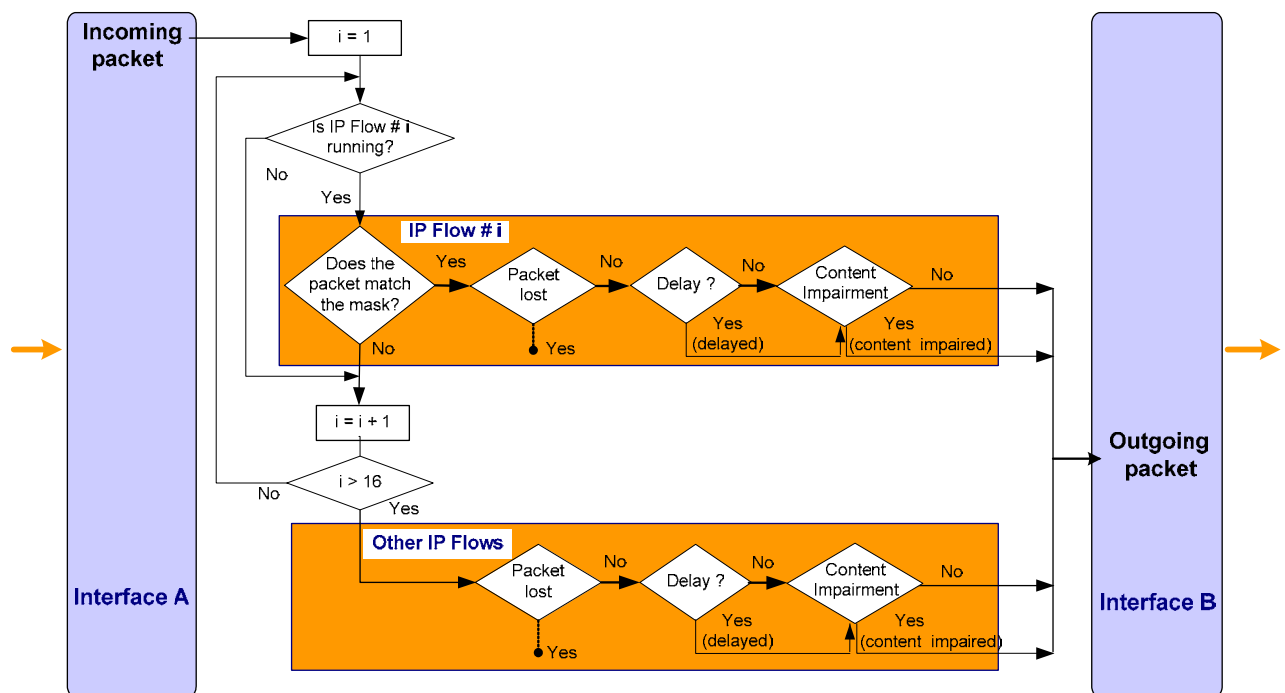 Incoming
packet
i = 1
Is IP Flow # i
running?
No
Yes
IP Flow # i
Does the
packet match
the mask?
Yes
Packet
lost
No
Delay ?
No
Content
Impairment
No
Yes
Yes
(delayed)
Yes
(content impaired)
No
i = i + 1
i > 16
No
Yes
Other IP Flows
Packet
lost
No
Delay ?
No
Content
Impairment
No
Yes
Yes
(delayed)
Yes
(content impaired)
Interface A
Outgoing
packet
Interface B